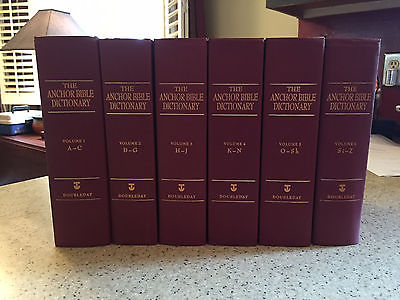 THE
ANCHOR BIBLE
DICTIONARY
VOLUME 1
A–C
DOUBLEDAY
THE
ANCHOR BIBLE
DICTIONARY
VOLUME 2
D–G
DOUBLEDAY
THE
ANCHOR BIBLE
DICTIONARY
VOLUME 3
H–J
DOUBLEDAY
THE
ANCHOR BIBLE
DICTIONARY
VOLUME 4
K–N
DOUBLEDAY
THE
ANCHOR BIBLE
DICTIONARY
VOLUME 5
O–Sh
DOUBLEDAY
THE
ANCHOR BIBLE
DICTIONARY
VOLUME 6
Si–Z
DOUBLEDAY